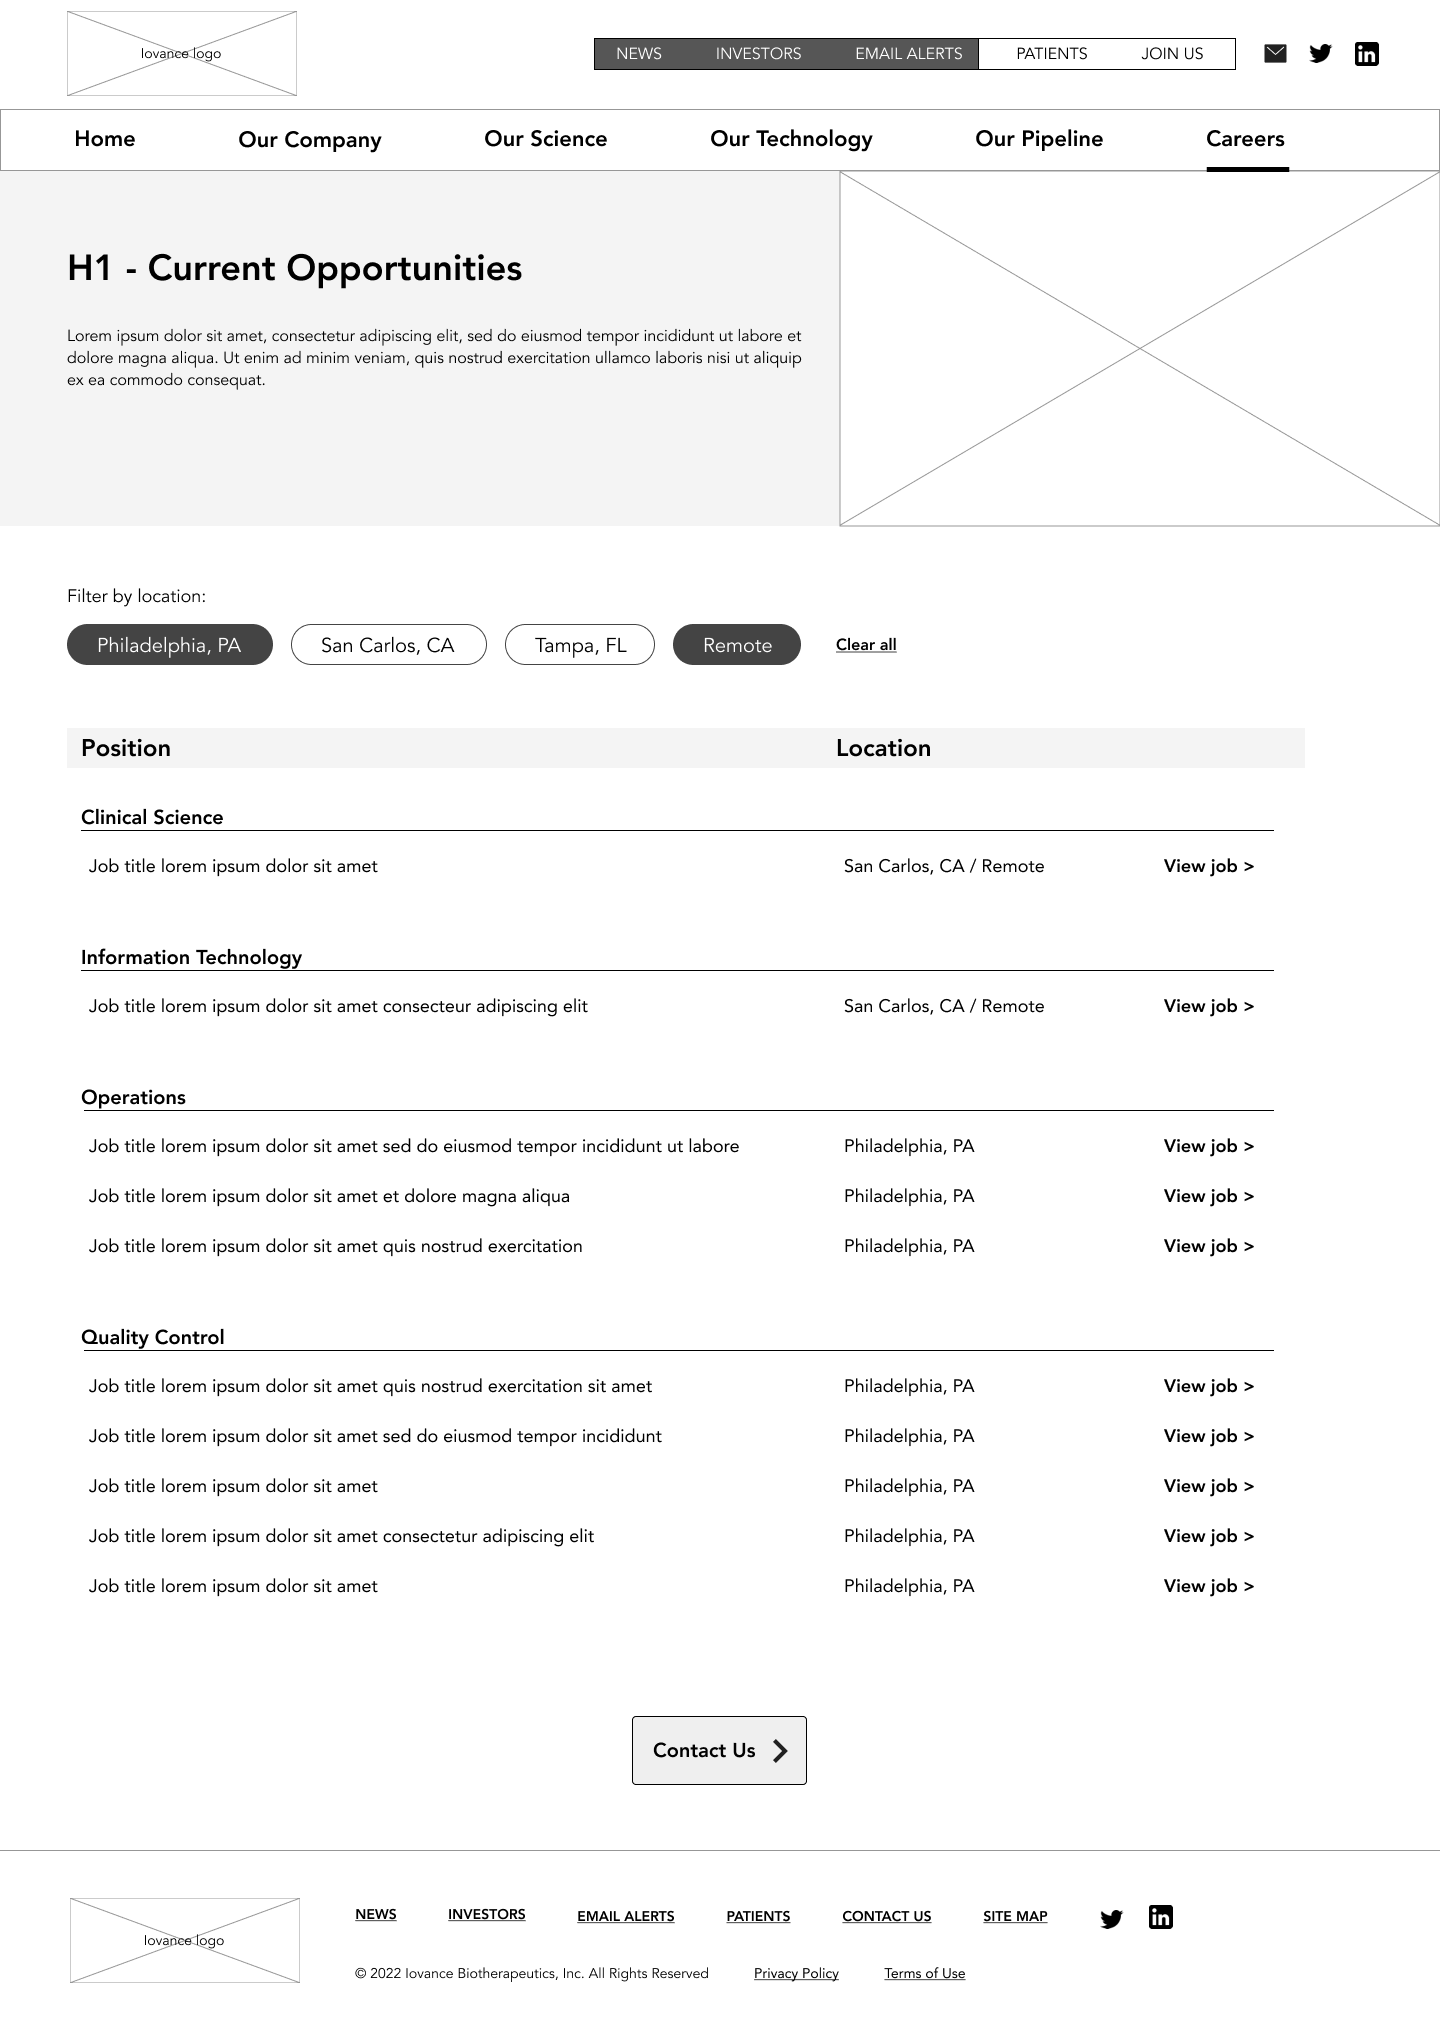 Iovance logo
NEWS INVESTORS EMAIL ALERTS PATIENTS JOIN US
Home Our Company Our Science Our Technology Our Pipeline Careers
H1 - Current Opportunities
Lorem ipsum dolor sit amet, consectetur adipiscing elit, sed do eiusmod tempor incididunt ut labore et
dolore magna aliqua. Ut enim ad minim veniam, quis nostrud exercitation ullamco laboris nisi ut aliquip
ex ea commodo consequat.
Filter by location:
Philadelphia, PA San Carlos, CA Tampa, FL Remote Clear all
Position Location
Clinical Science
Job title lorem ipsum dolor sit amet San Carlos, CA / Remote View job >
Information Technology
Job title lorem ipsum dolor sit amet consecteur adipiscing elit San Carlos, CA / Remote View job >
Operations
Job title lorem ipsum dolor sit amet sed do eiusmod tempor incididunt ut labore Philadelphia, PA View job >
Job title lorem ipsum dolor sit amet et dolore magna aliqua Philadelphia, PA View job >
Job title lorem ipsum dolor sit amet quis nostrud exercitation Philadelphia, PA View job >
Quality Control
Job title lorem ipsum dolor sit amet quis nostrud exercitation sit amet Philadelphia, PA View job >
Job title lorem ipsum dolor sit amet sed do eiusmod tempor incididunt Philadelphia, PA View job >
Job title lorem ipsum dolor sit amet Philadelphia, PA View job >
Job title lorem ipsum dolor sit amet consectetur adipiscing elit Philadelphia, PA View job >
Job title lorem ipsum dolor sit amet Philadelphia, PA View job >
Contact Us
Iovance logo
NEWS INVESTORS EMAIL ALERTS PATIENTS CONTACT US SITE MAP
© 2022 Iovance Biotherapeutics, Inc. All Rights Reserved Privacy Policy Terms of Use